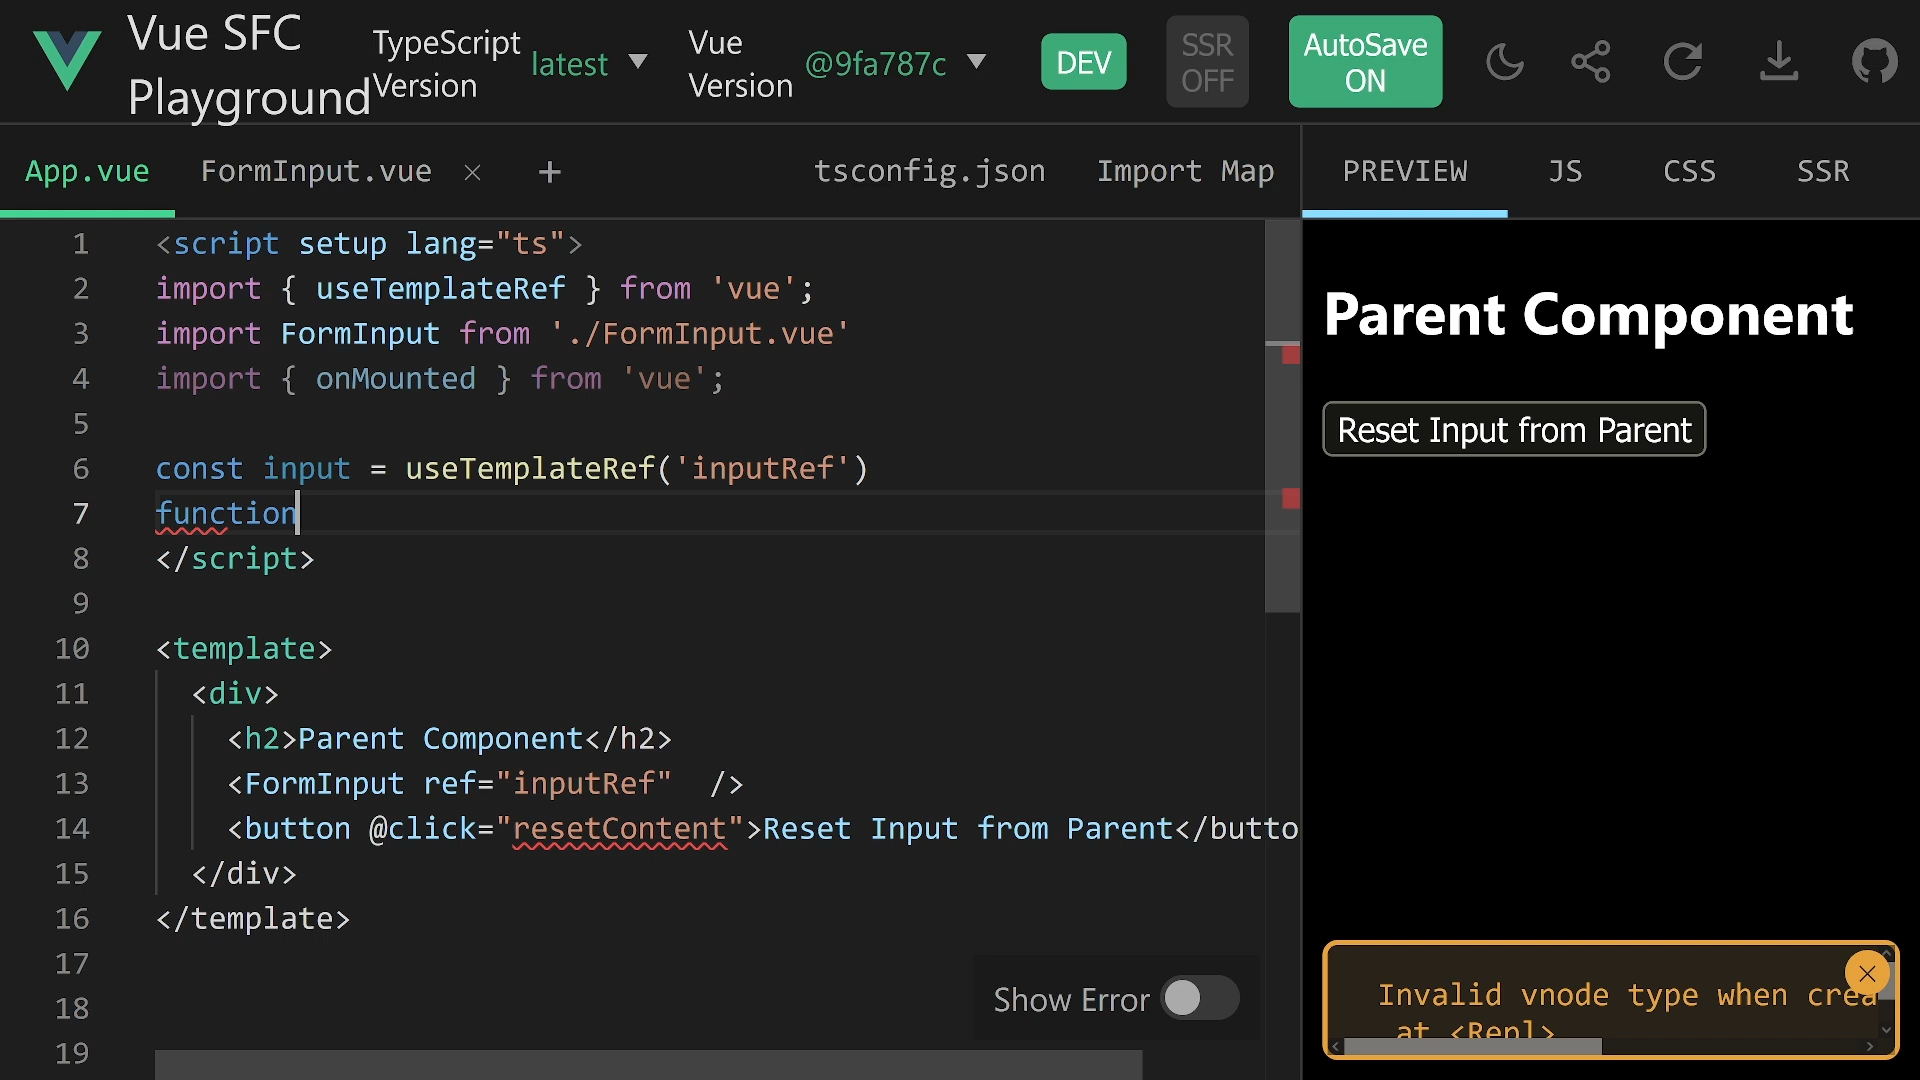 Vue SFC
Playground
TypeScript
Version
latest
Vue
Version
@9fa787c
DEV
SSR
OFF
AutoSave
ON
App.vue
FormInput.vue
tsconfig.json
Import Map
PREVIEW
JS
CSS
SSR
1 <script setup lang="ts">
2 import { useTemplateRef } from 'vue';
3 import FormInput from './FormInput.vue'
4 import { onMounted } from 'vue';
5
6 const input = useTemplateRef('inputRef')
7 function
8 </script>
9
10 <template>
11 <div>
12 <h2>Parent Component</h2>
13 <FormInput ref="inputRef"  />
14 <button @click="resetContent">Reset Input from Parent</butto
15 </div>
16 </template>
17
18
19
Show Error
Parent Component
Reset Input from Parent
Invalid vnode type when crea
at <Repl>